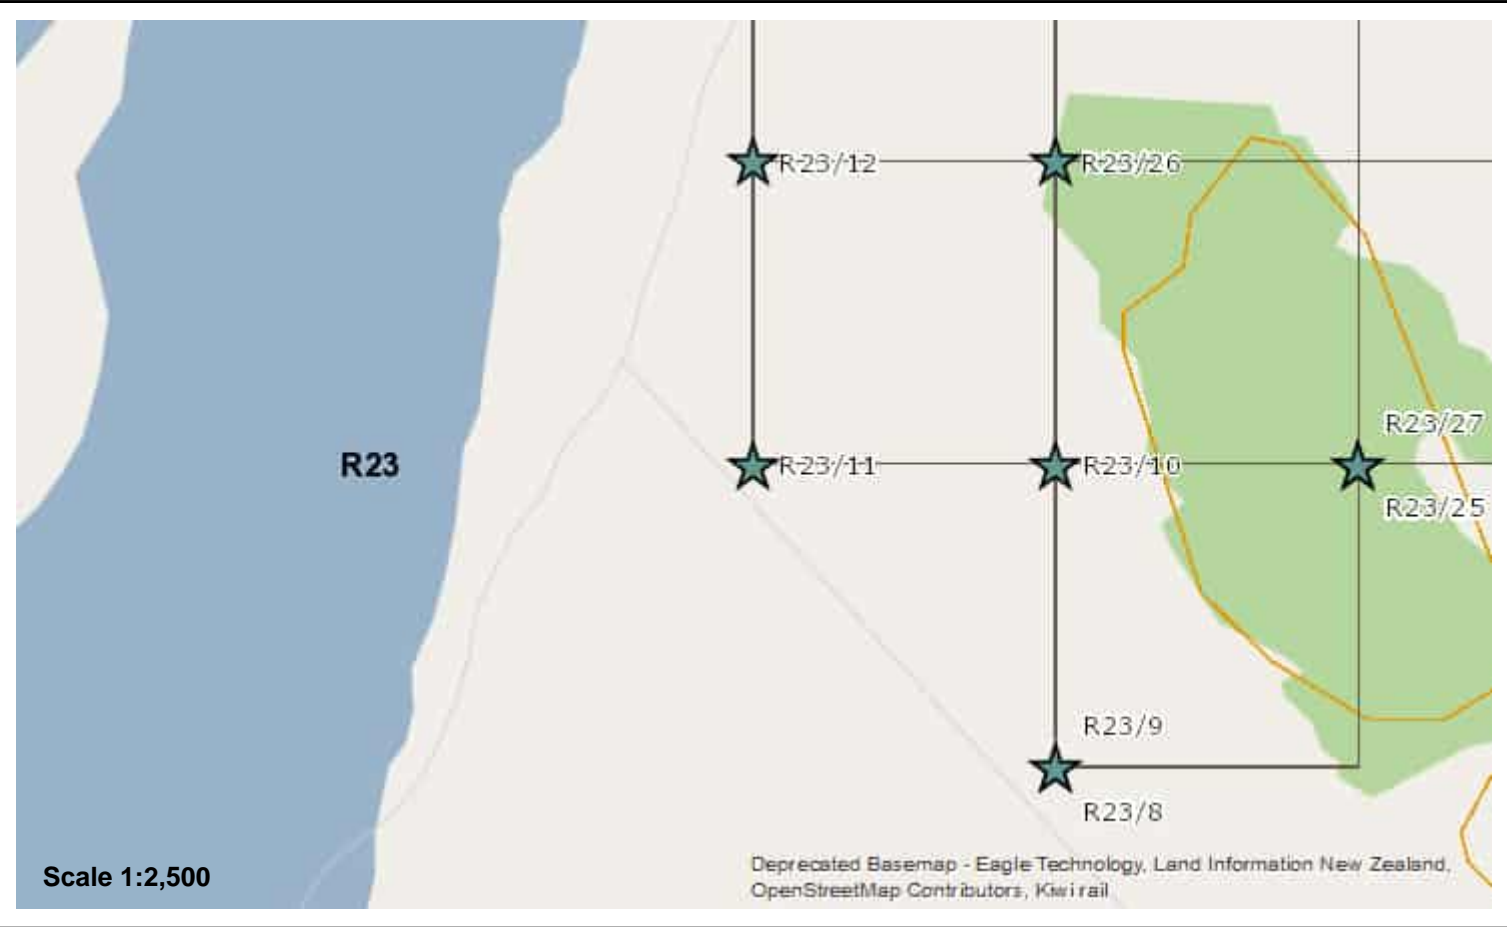 R23/12
R23/26
R23/27
R23
R23/11
R23/10
R23/25
R23/9
R23/8
Scale 1:2,500
Deprecated Basemap - Eagle Technology, Land Information New Zealand,
OpenStreetMap Contributors, Kiwirail